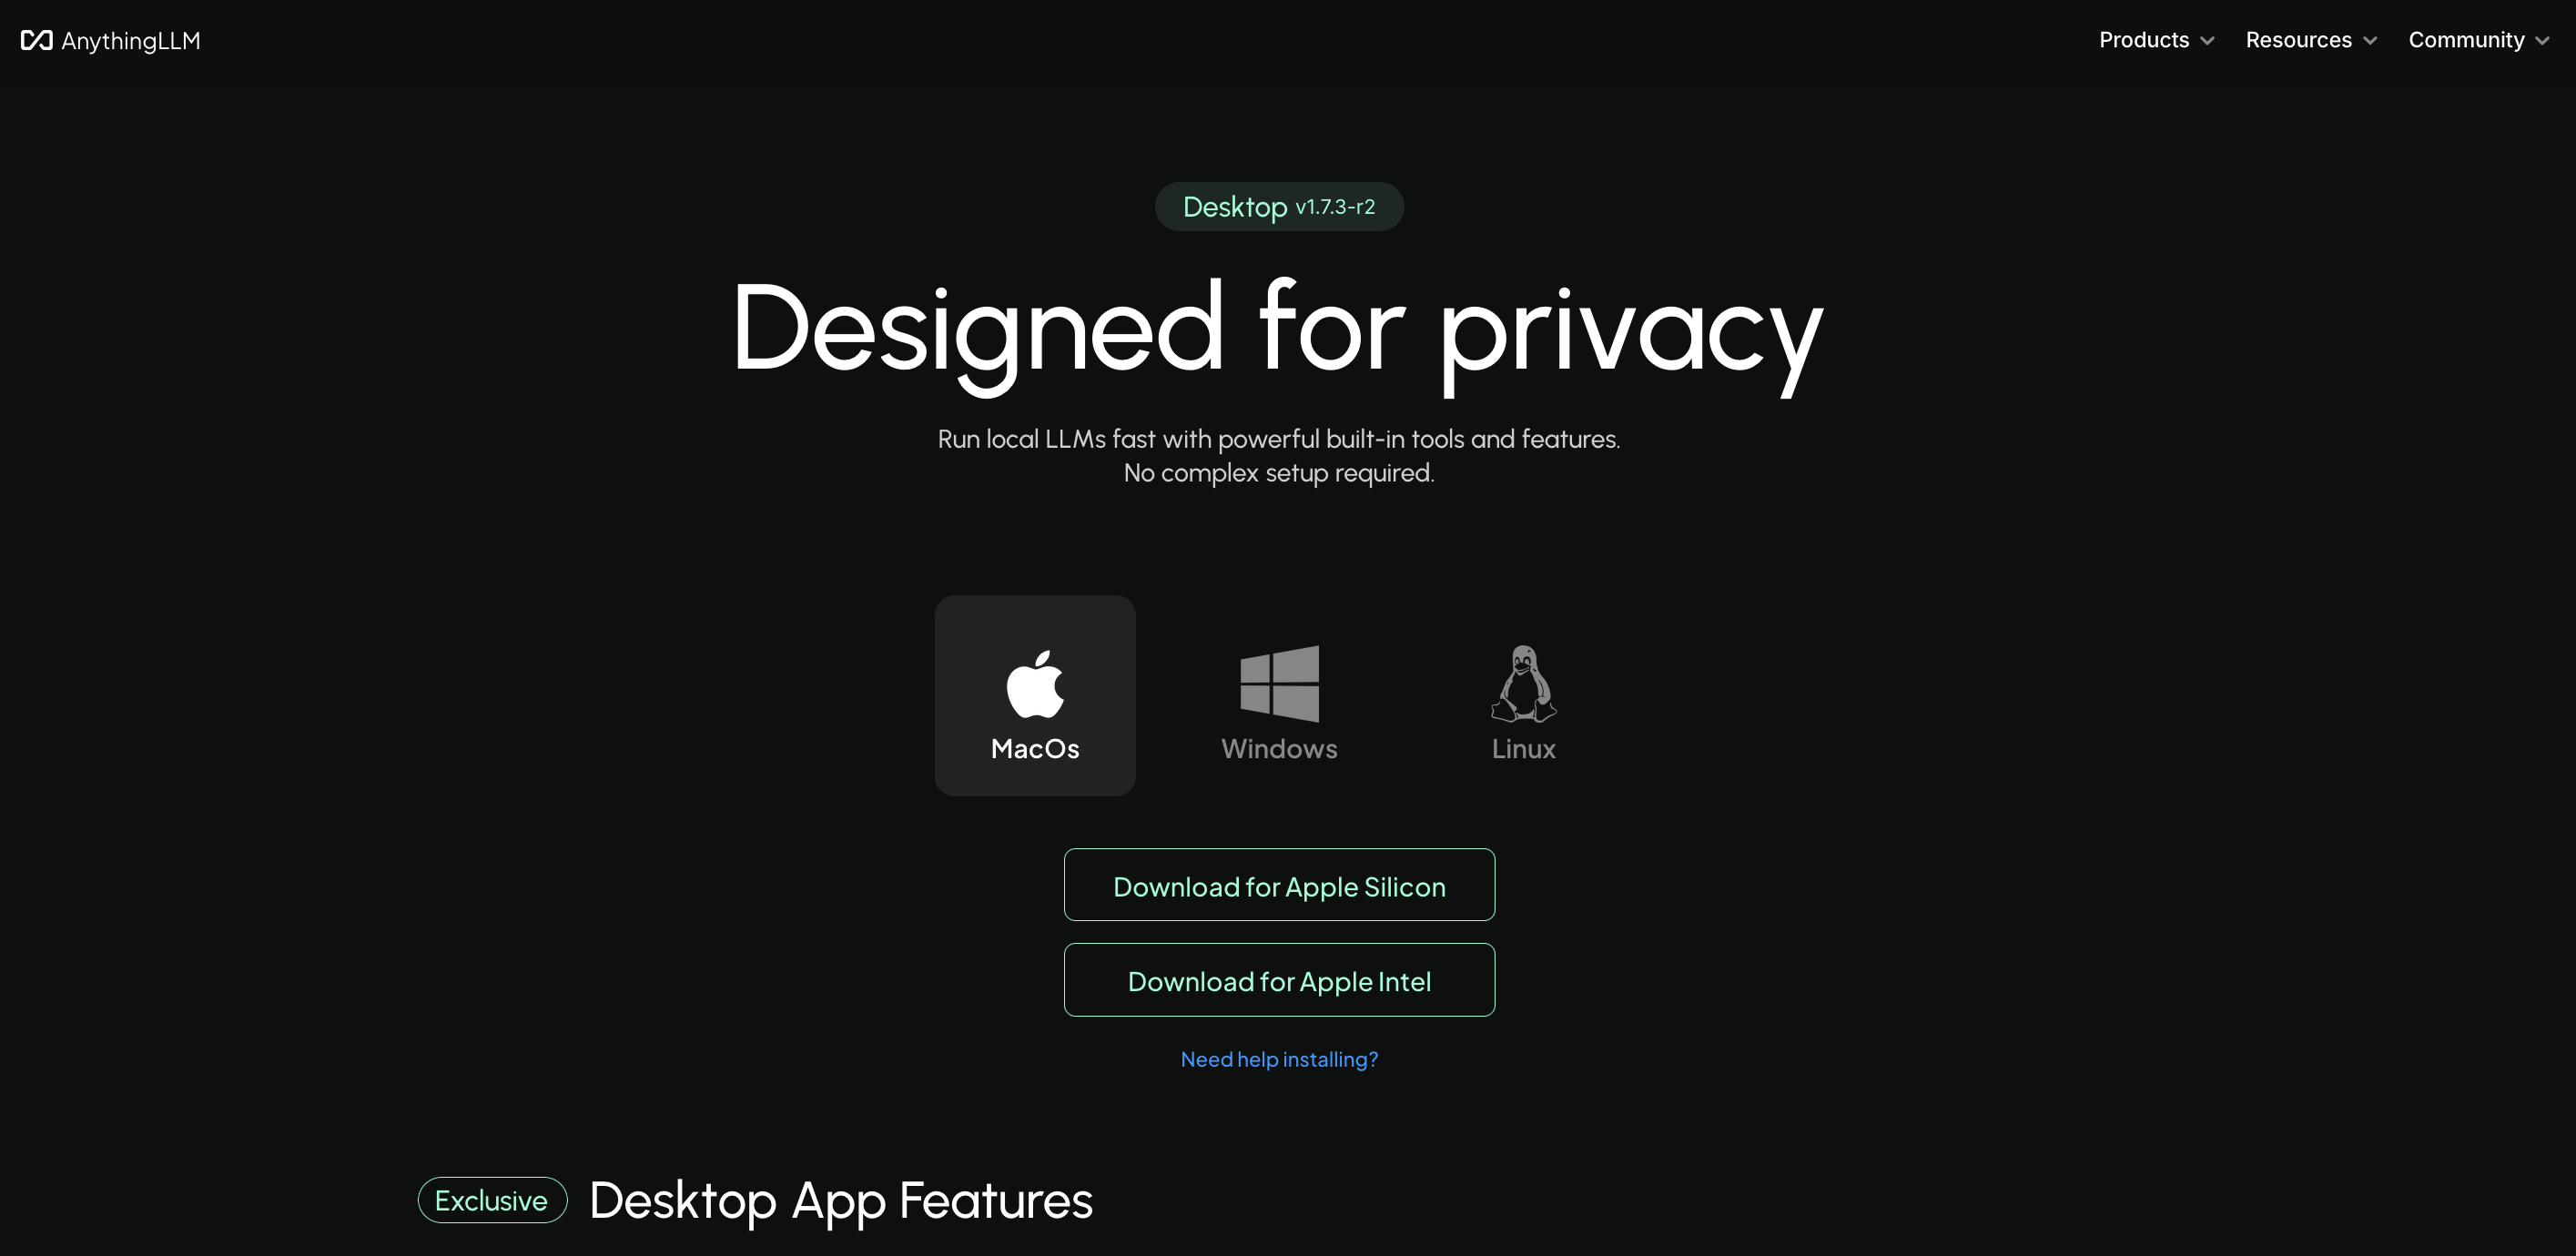 AnythingLLM
Products
Resources
Community
Desktop v1.7.3-r2
Designed for privacy
Run local LLMs fast with powerful built-in tools and features.
No complex setup required.
MacOs
Windows
Linux
Download for Apple Silicon
Download for Apple Intel
Need help installing?
Exclusive
Desktop App Features